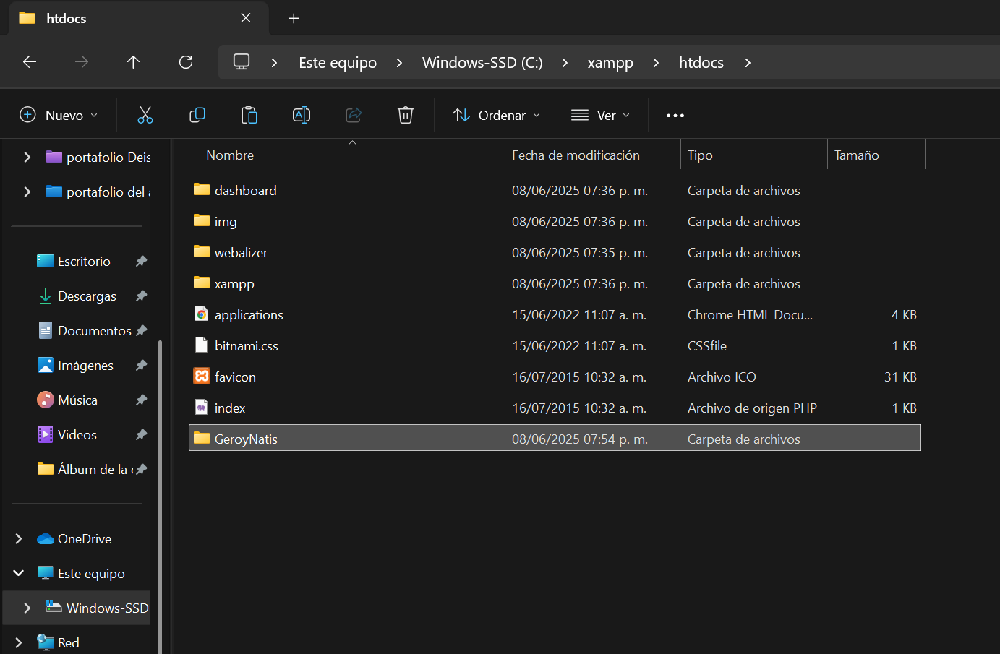 htdocs
Este equipo > Windows-SSD (C:) > xampp > htdocs >
Nuevo Ordenar Ver
portafolio Deis
portafolio del a
Escritorio
Descargas
Documentos
Imágenes
Música
Videos
Álbum de la c
OneDrive
Este equipo
Windows-SSD
Red
Nombre Fecha de modificación Tipo Tamaño
dashboard 08/06/2025 07:36 p. m. Carpeta de archivos
img 08/06/2025 07:36 p. m. Carpeta de archivos
webalizer 08/06/2025 07:35 p. m. Carpeta de archivos
xampp 08/06/2025 07:36 p. m. Carpeta de archivos
applications 15/06/2022 11:07 a. m. Chrome HTML Docu... 4 KB
bitnami.css 15/06/2022 11:07 a. m. CSSfile 1 KB
favicon 16/07/2015 10:32 a. m. Archivo ICO 31 KB
index 16/07/2015 10:32 a. m. Archivo de origen PHP 1 KB
GeroyNatis 08/06/2025 07:54 p. m. Carpeta de archivos